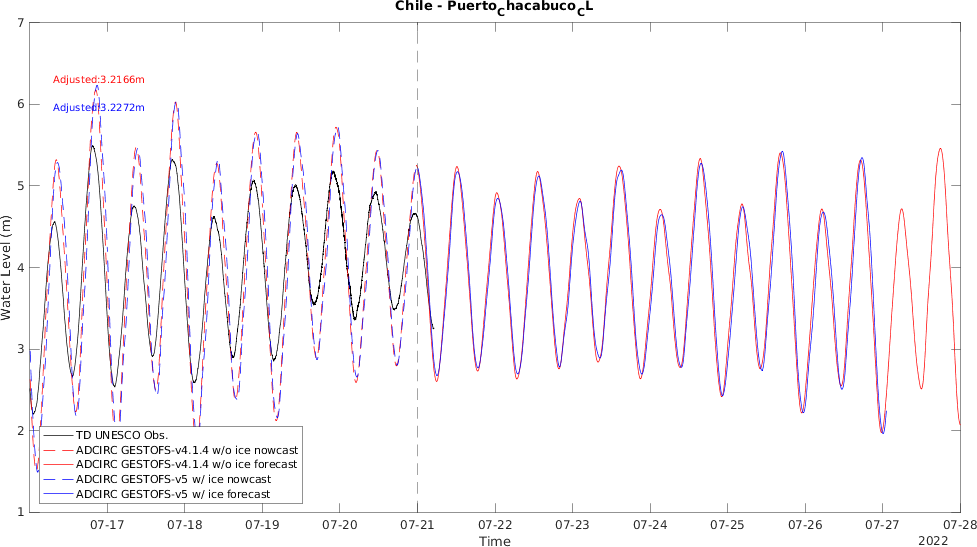 Chile - PuertoChacabucoCL
7
6
5
4
3
2
1
Water Level (m)
Adjusted:3.2166m
Adjusted:3.2272m
TD UNESCO Obs.
ADCIRC GESTOFS-v4.1.4 w/o ice nowcast
ADCIRC GESTOFS-v4.1.4 w/o ice forecast
ADCIRC GESTOFS-v5 w/ ice nowcast
ADCIRC GESTOFS-v5 w/ ice forecast
07-17 07-18 07-19 07-20 07-21 07-22 07-23 07-24 07-25 07-26 07-27 07-28
Time
2022